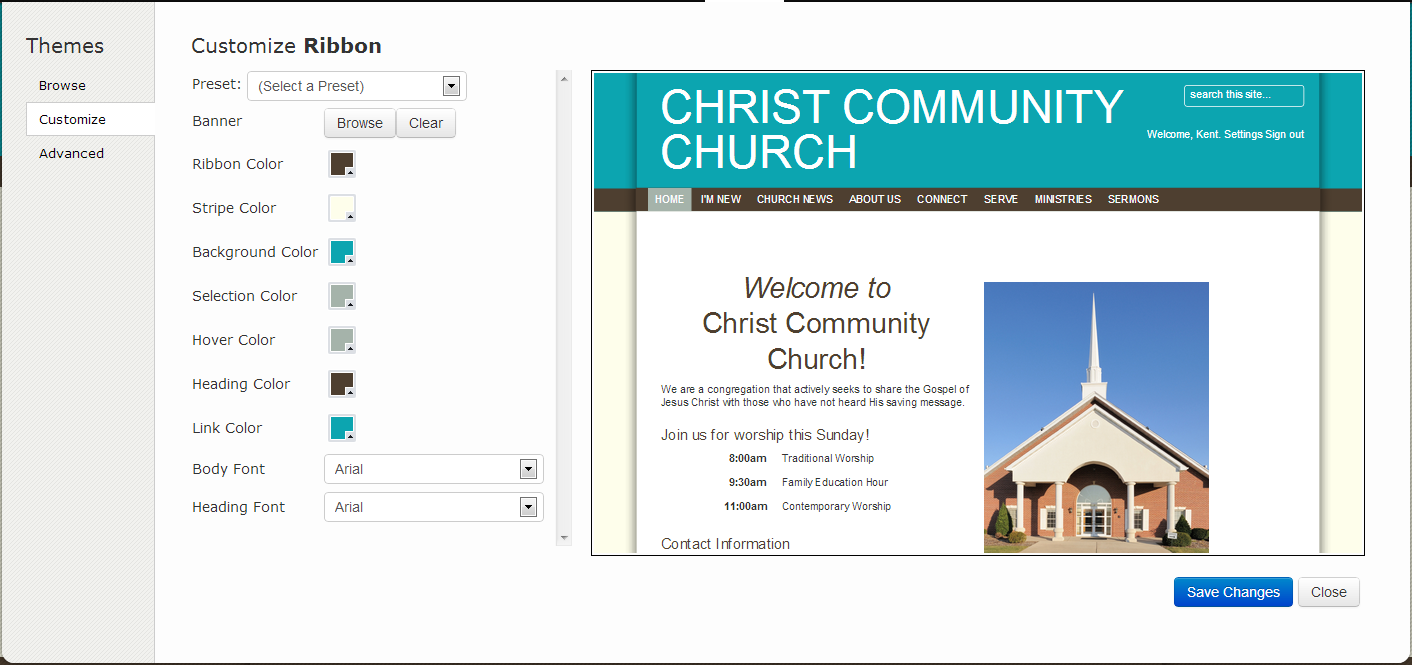 Themes
Browse
Customize
Advanced
Customize Ribbon
Preset: (Select a Preset)
Banner Browse Clear
Ribbon Color
Stripe Color
Background Color
Selection Color
Hover Color
Heading Color
Link Color
Body Font Arial
Heading Font Arial
CHRIST COMMUNITY
CHURCH
search this site...
Welcome, Kent. Settings Sign out
HOME I'M NEW CHURCH NEWS ABOUT US CONNECT SERVE MINISTRIES SERMONS
Welcome to
Christ Community
Church!
We are a congregation that actively seeks to share the Gospel of
Jesus Christ with those who have not heard His saving message.
Join us for worship this Sunday!
8:00am Traditional Worship
9:30am Family Education Hour
11:00am Contemporary Worship
Contact Information
Save Changes Close